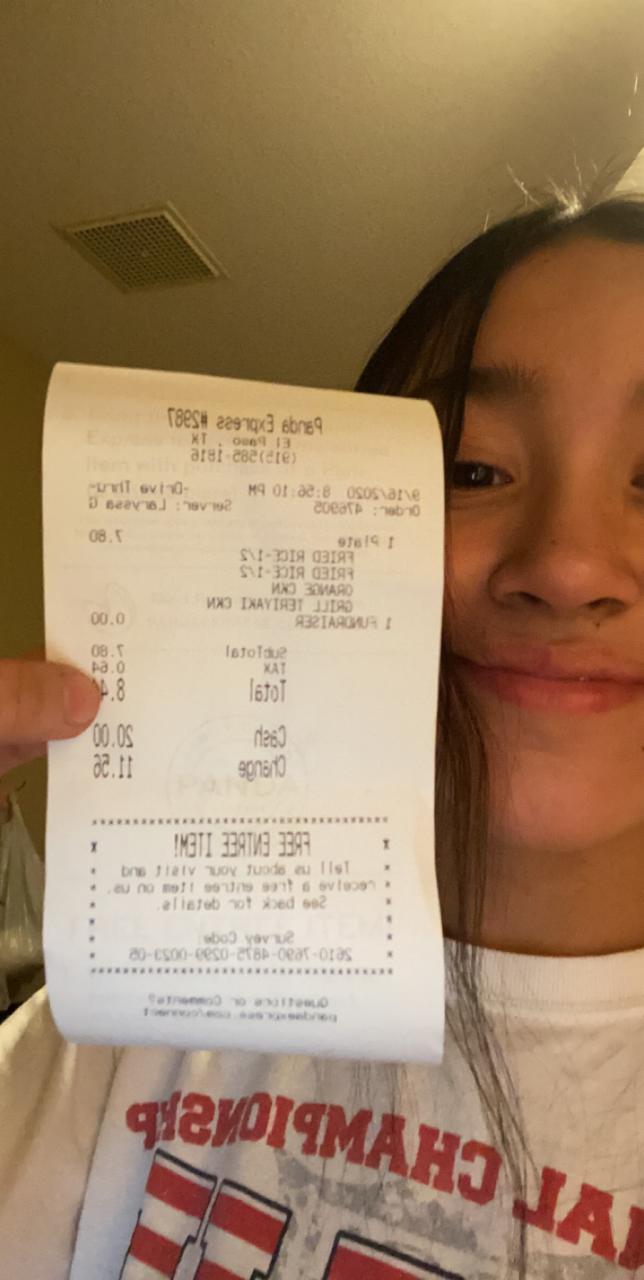 Panda Express #2987
El Paso , TX
(915)585-1816
9/16/2020 8:56:10 PM -Drive Thru-
Order: 476905 Server: Laryssa G
1 Plate 7.80
FRIED RICE-1/2
FRIED RICE-1/2
ORANGE CKN
GRILL TERIYAKI CKN
1 FUNDRAISER 0.00
SubTotal 7.80
TAX 0.64
Total 8.44
Cash 20.00
Change 11.56
FREE ENTREE ITEM!
Tell us about your visit and
receive a free entree item on us.
See back for details.
Survey Code
2610-7690-4875-0299-0023-05
Questions or Comments?
pandaexpress.com/connect
CHAMPIONSHIP